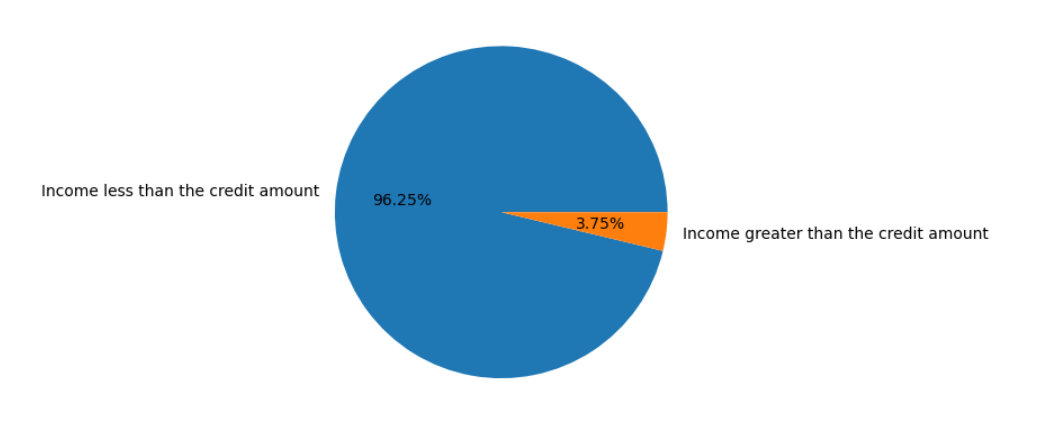 Income less than the credit amount
96.25%
3.75%
Income greater than the credit amount